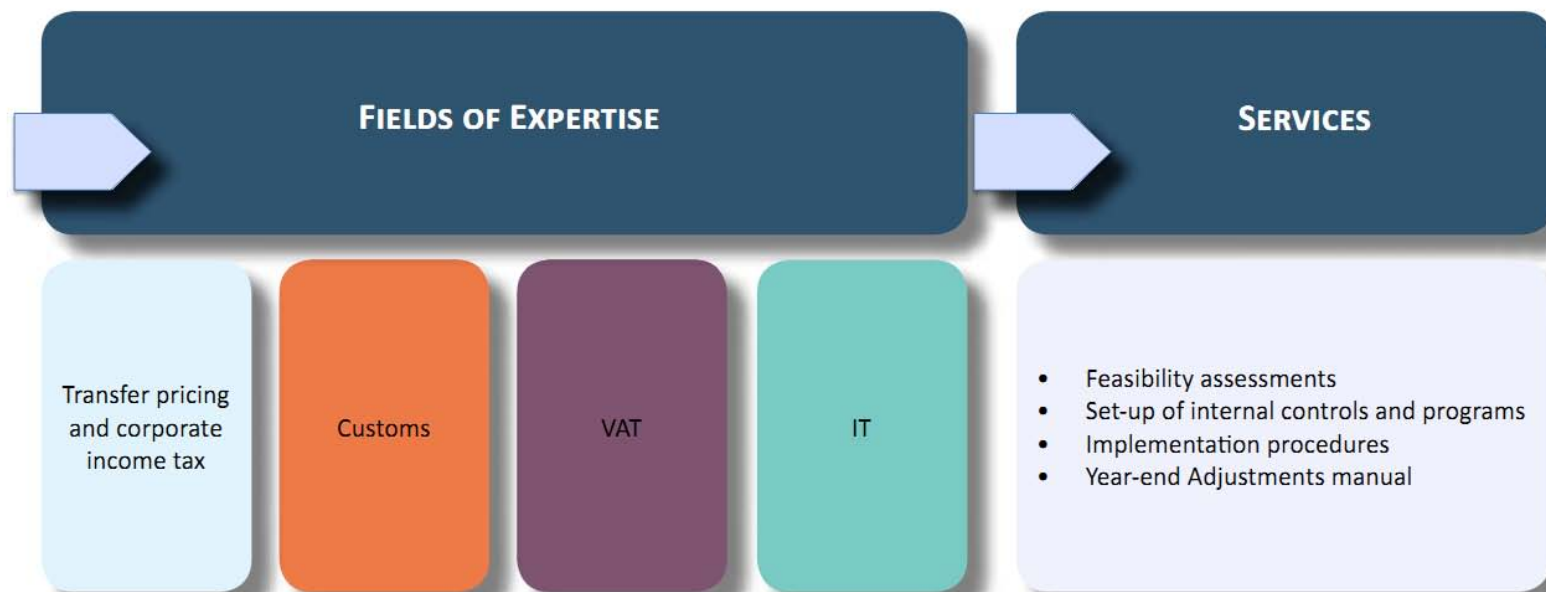 FIELDS OF EXPERTISE
SERVICES
Transfer pricing
and corporate
income tax
Customs
VAT
IT
• Feasibility assessments
• Set-up of internal controls and programs
• Implementation procedures
• Year-end Adjustments manual